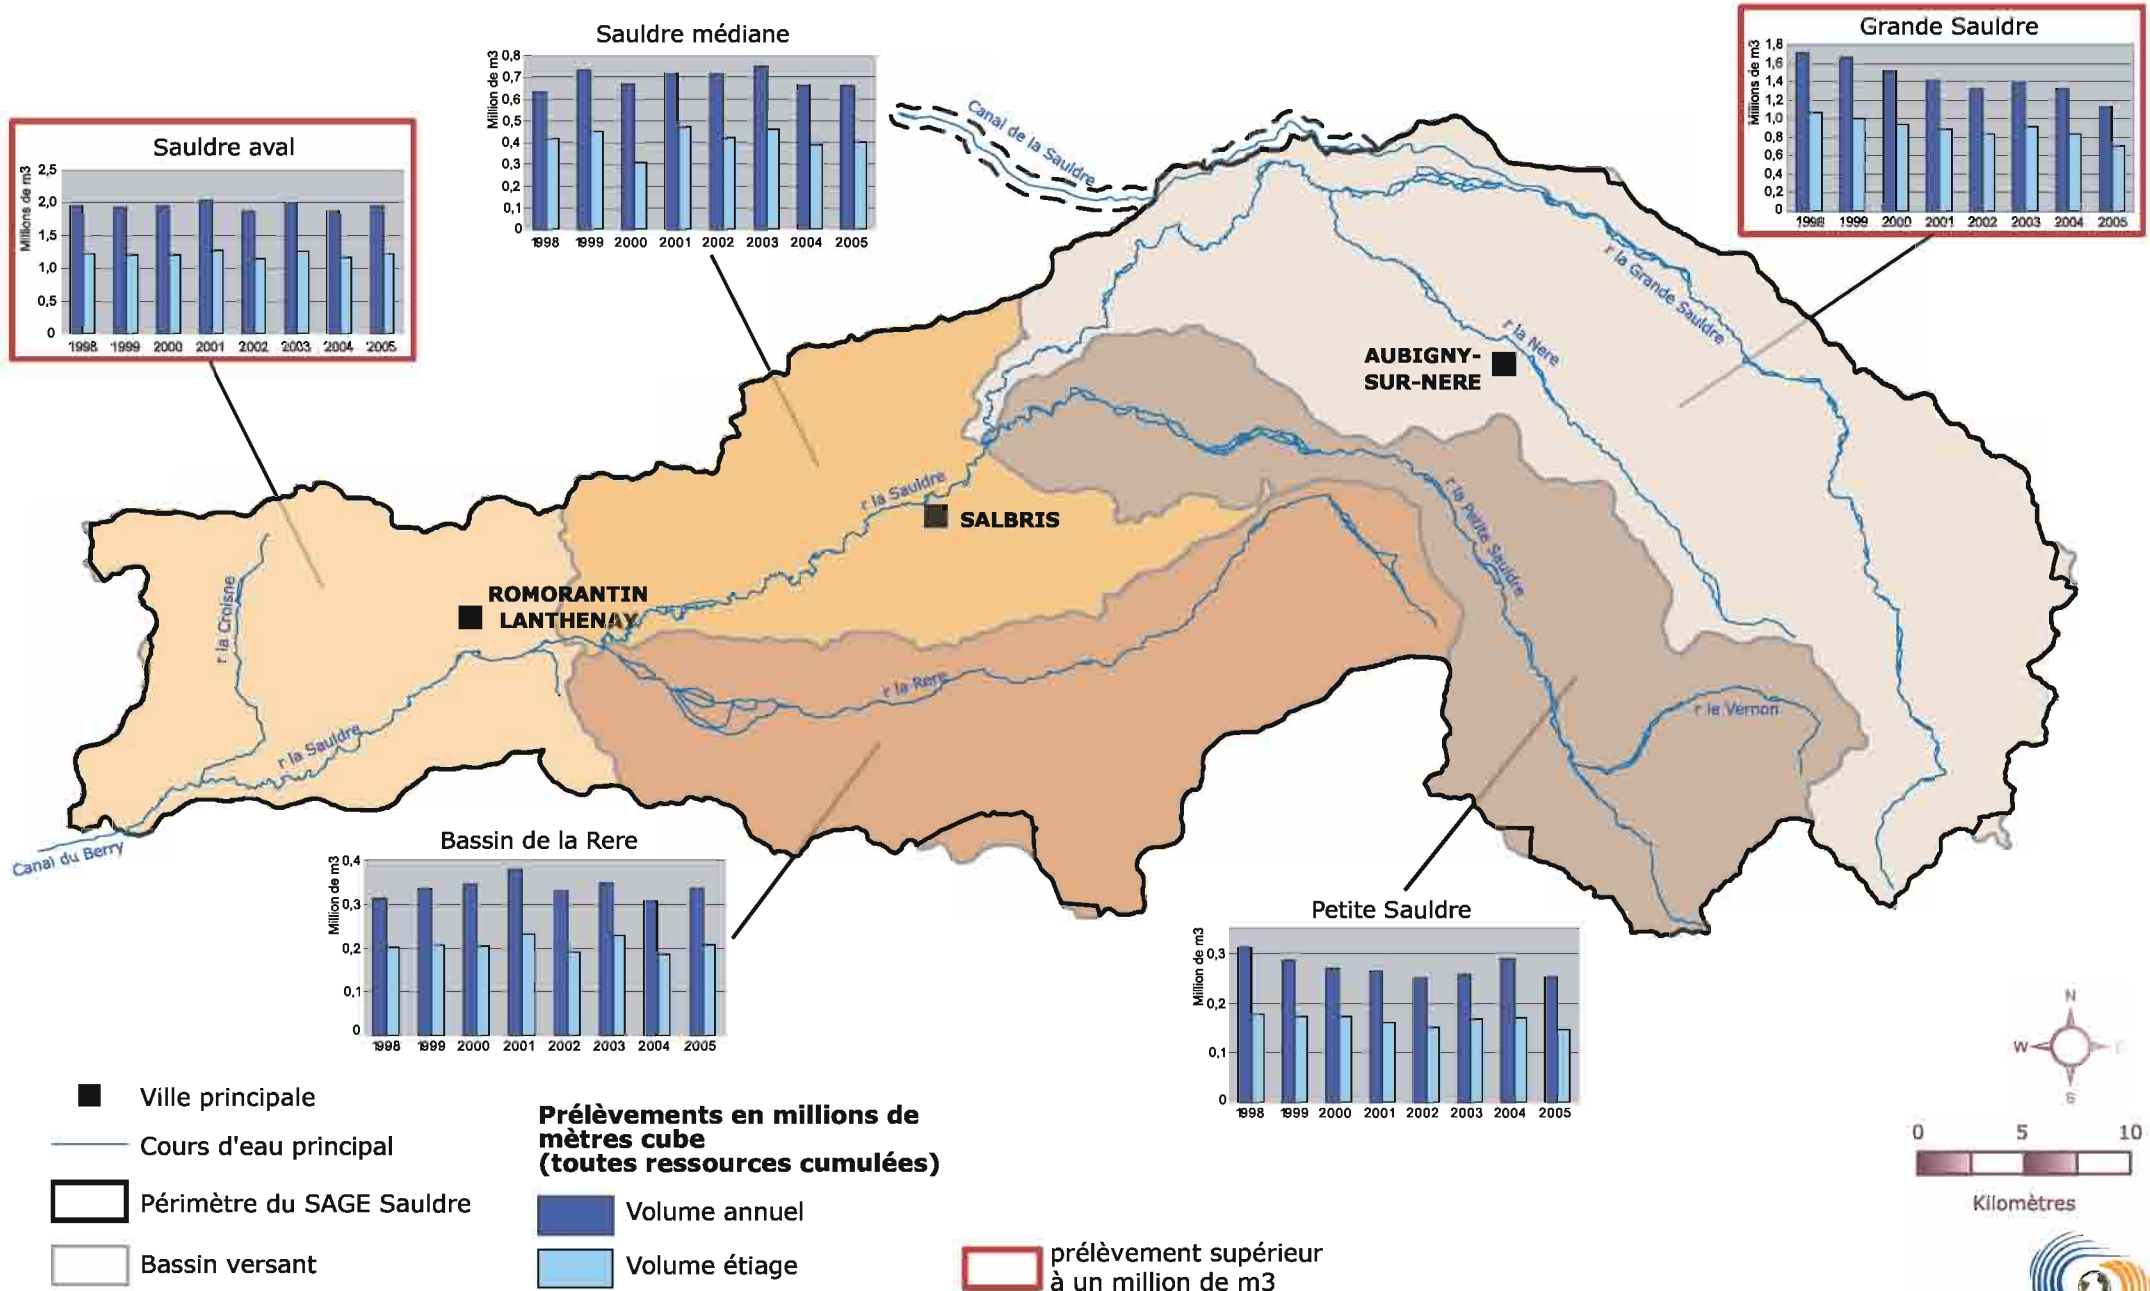 Sauldre médiane
Million de m3
0,8
0,7
0,6
0,5
0,4
0,3
0,2
0,1
0
1998 1999 2000 2001 2002 2003 2004 2005
Grande Sauldre
Millions de m3
1,8
1,6
1,4
1,2
1,0
0,8
0,6
0,4
0,2
0
1998 1999 2000 2001 2002 2003 2004 2005
Sauldre aval
Millions de m3
2,5
2,0
1,5
1,0
0,5
0
1998 1999 2000 2001 2002 2003 2004 2005
Canal de la Sauldre
r la Grande Sauldre
r la Nere
AUBIGNY-
SUR-NERE
r la Sauldre
SALBRIS
r la Petite Sauldre
ROMORANTIN
LANTHENAY
r la Croisne
r la Rere
r le Vernon
r la Sauldre
Canal du Berry
Bassin de la Rere
Million de m3
0,4
0,3
0,2
0,1
0
1998 1999 2000 2001 2002 2003 2004 2005
Petite Sauldre
Million de m3
0,3
0,2
0,1
0
1998 1999 2000 2001 2002 2003 2004 2005
N
W E
S
0 5 10
Kilomètres
Ville principale
Cours d'eau principal
Périmètre du SAGE Sauldre
Bassin versant
Prélèvements en millions de
mètres cube
(toutes ressources cumulées)
Volume annuel
Volume étiage
prélèvement supérieur
à un million de m3